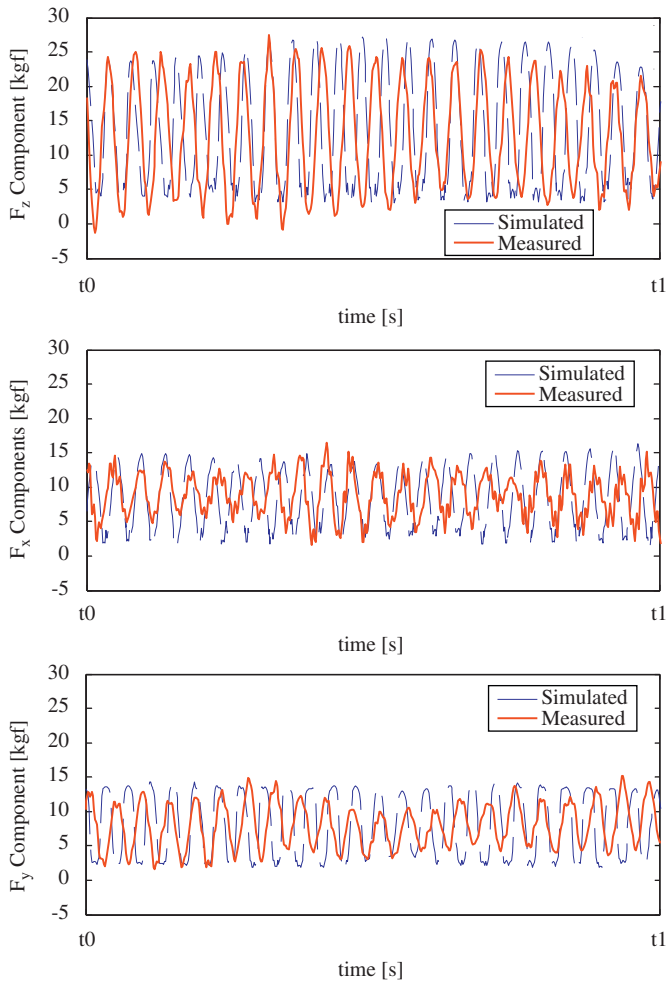 30
25
20
15
10
5
0
-5
F_z Component [kgf]
Simulated
Measured
t0
t1
time [s]
30
25
20
15
10
5
0
-5
F_x Components [kgf]
Simulated
Measured
t0
t1
time [s]
30
25
20
15
10
5
0
-5
F_y Component [kgf]
Simulated
Measured
t0
t1
time [s]